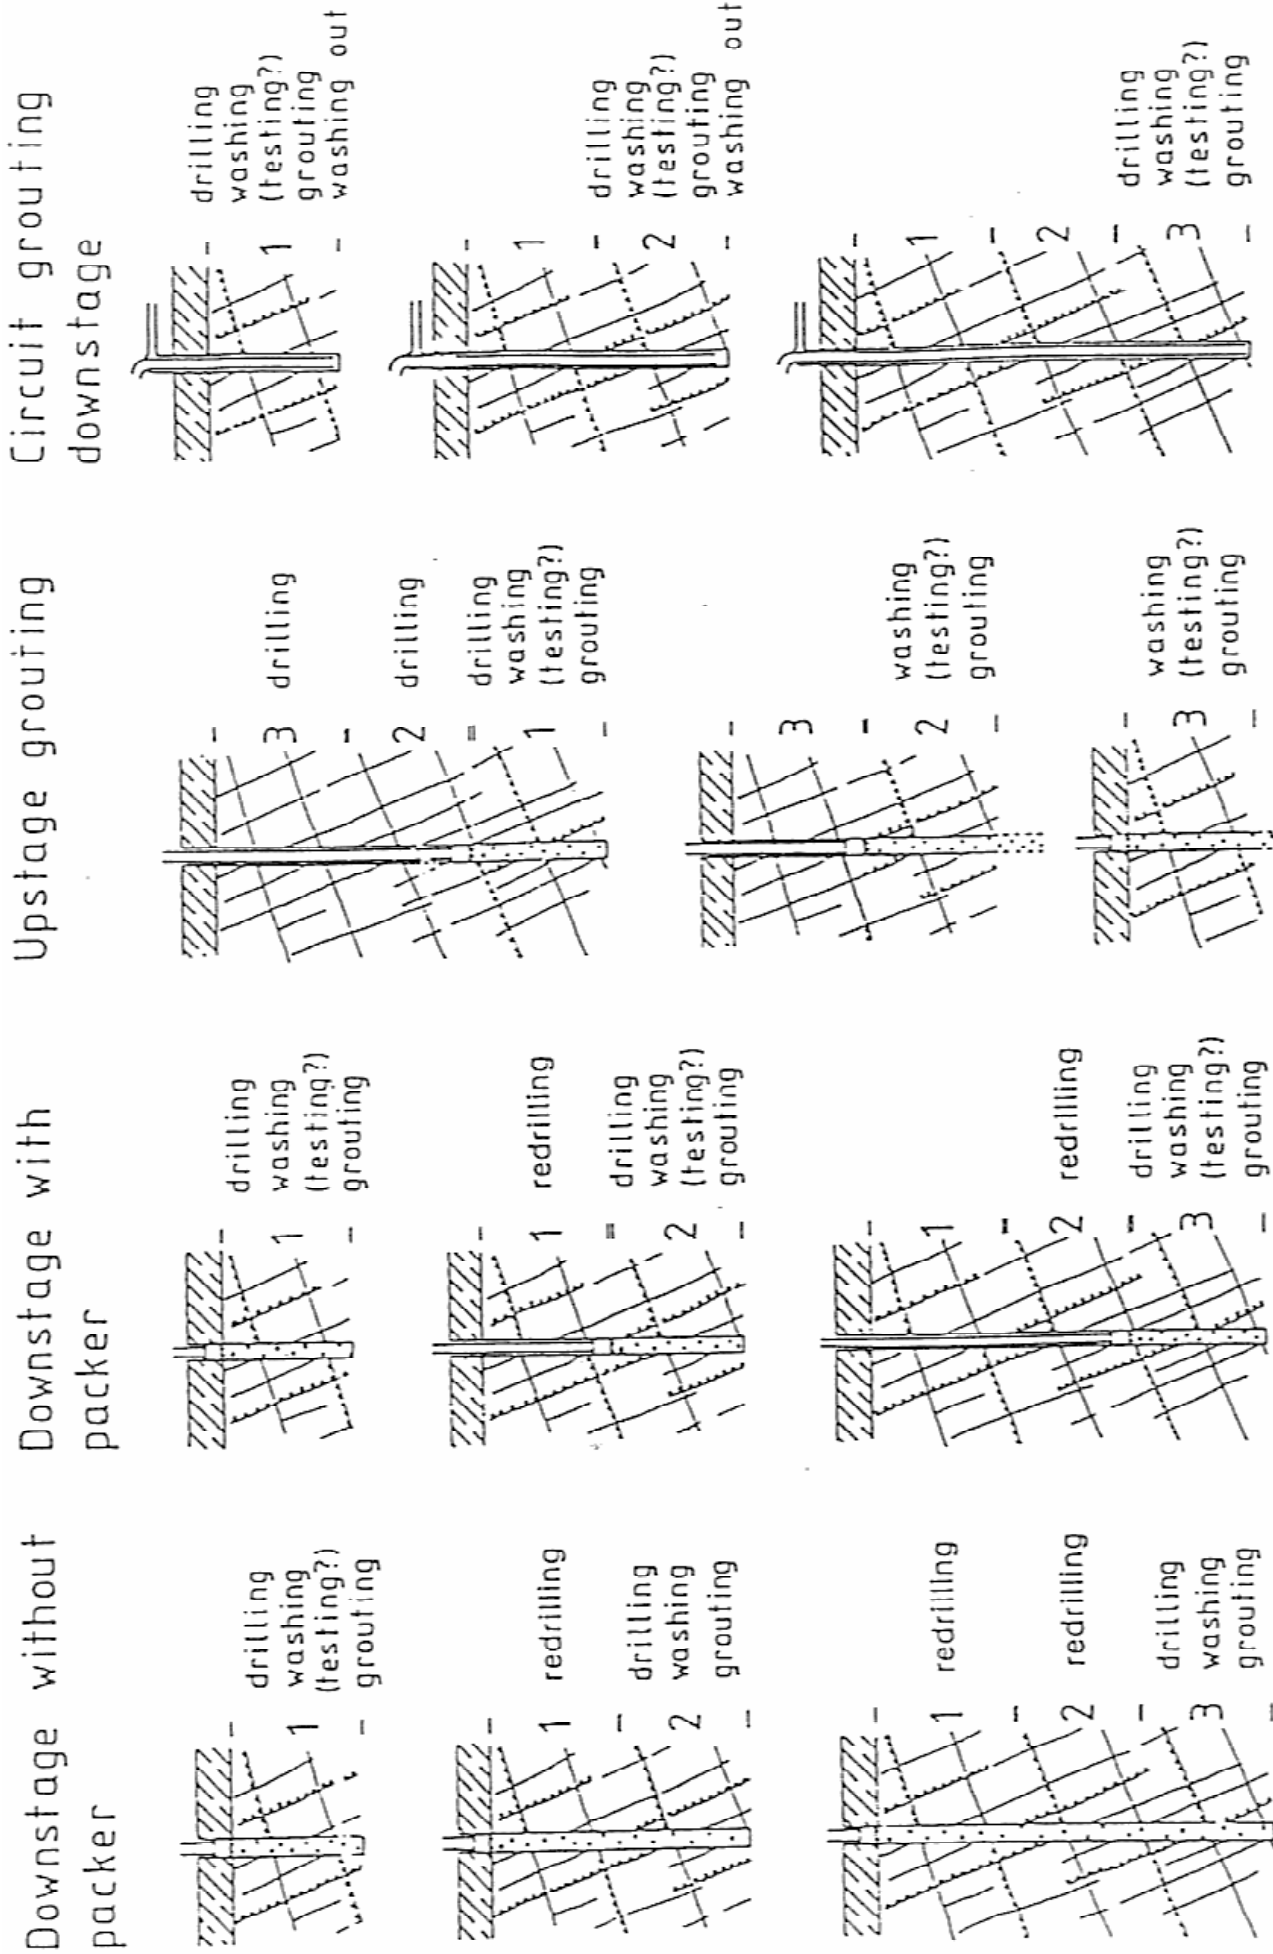 Downstage without
packer
1
drilling
washing
(testing?)
grouting
1
redrilling
2
drilling
washing
grouting
1
redrillng
2
redrilling
3
drilling
washing
grouting
Downstage with
packer
1
drilling
washing
(testing?)
grouting
1
redrilling
2
drilling
washing
(testing?)
grouting
1
2
redrilling
3
drilling
washing
(testing?)
grouting
Upstage grouting
3
drilling
2
drilling
1
drilling
washing
(testing?)
grouting
3
2
washing
(testing?)
grouting
3
washing
(testing?)
grouting
Circuit grouting
downstage
1
drilling
washing
(testing?)
grouting
washing out
1
2
drilling
washing
(testing?)
grouting
washing out
1
2
3
drilling
washing
(testing?)
grouting